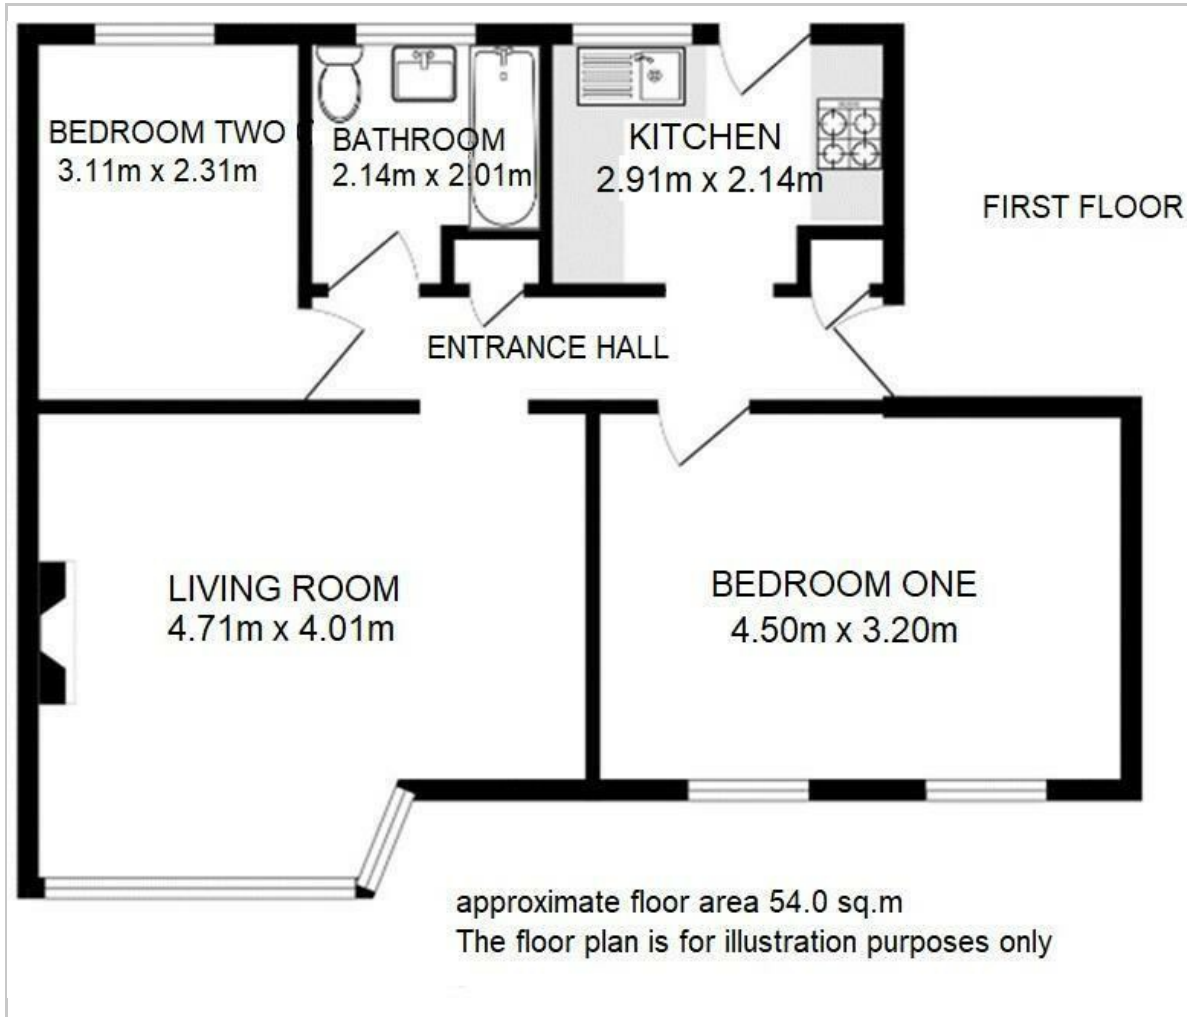 BEDROOM TWO
3.11m x 2.31m
BATHROOM
2.14m x 2.01m
KITCHEN
2.91m x 2.14m
FIRST FLOOR
ENTRANCE HALL
LIVING ROOM
4.71m x 4.01m
BEDROOM ONE
4.50m x 3.20m
approximate floor area 54.0 sq.m
The floor plan is for illustration purposes only